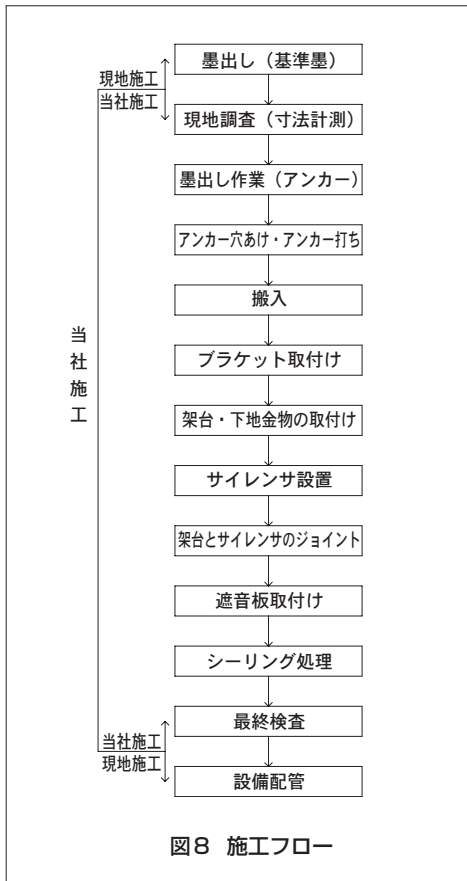 墨出し（基準墨）
現地施工
当社施工
現地調査（寸法計測）
墨出し作業（アンカー）
アンカー穴あけ・アンカー打ち
搬入
ブラケット取付け
当社施工
架台・下地金物の取付け
サイレンサ設置
架台とサイレンサのジョイント
遮音板取付け
シーリング処理
最終検査
当社施工
現地施工
設備配管
図8 施工フロー